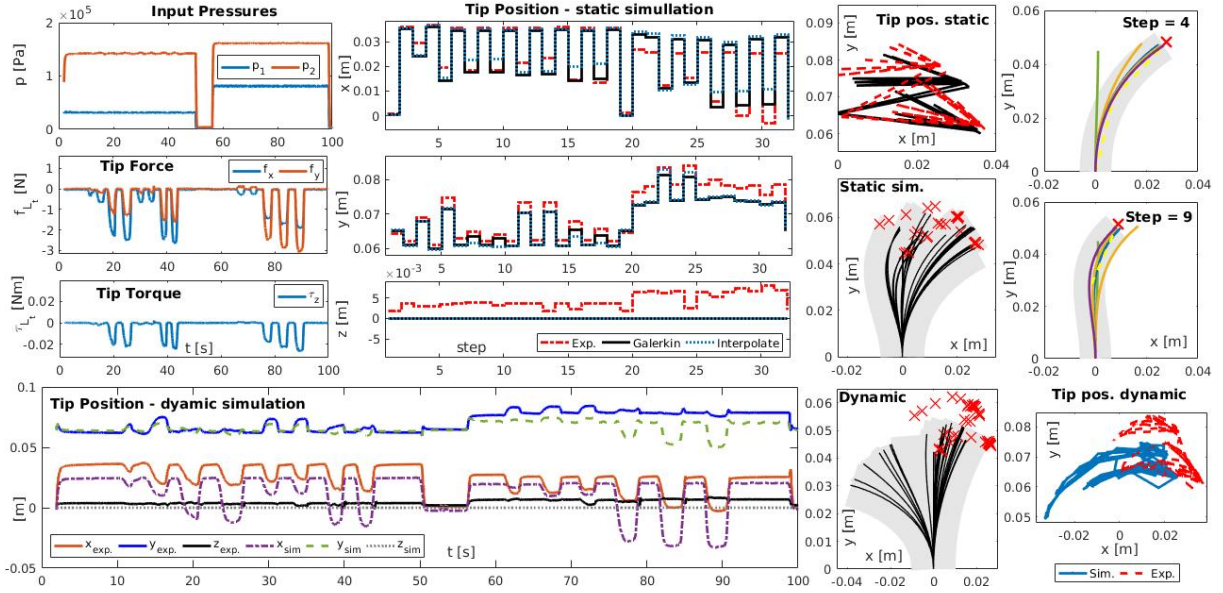 Input Pressures
2 × 10^5
p [Pa]
1
0
p_1 p_2
0 20 40 60 80 100
Tip Force
f_x f_y
f_L_t [N]
1
0
-1
-2
-3
0 20 40 60 80 100
Tip Torque
τ_z
τ_L_t [Nm]
0.02
0
-0.02
0 20 40 60 80 100
t [s]
Tip Position - static simullation
x [m]
0.03
0.02
0.01
0
5 10 15 20 25 30
y [m]
0.08
0.07
0.06
5 10 15 20 25 30
×10^-3
z [m]
5
0
-5
step
Exp. Galerkin Interpolate
5 10 15 20 25 30
Tip pos. static
y [m]
0.09
0.08
0.07
0.06
x [m]
0 0.02 0.04
Step = 4
y [m]
0.06
0.04
0.02
0
x [m]
-0.02 0 0.02 0.04
Static sim.
y [m]
0.06
0.04
0.02
0
x [m]
-0.04 -0.02 0 0.02
Step = 9
y [m]
0.06
0.04
0.02
0
x [m]
-0.02 0 0.02 0.04
Tip Position - dyamic simulation
[m]
0.1
0.05
0
-0.05
x_exp. y_exp. z_exp. x_sim y_sim z_sim
t [s]
0 10 20 30 40 50 60 70 80 90 100
Dynamic
y [m]
0.06
0.05
0.04
0.03
0.02
0.01
0
x [m]
-0.04 -0.02 0 0.02
Tip pos. dynamic
y [m]
0.08
0.07
0.06
0.05
-0.02 0 0.02
x [m]
Sim. Exp.